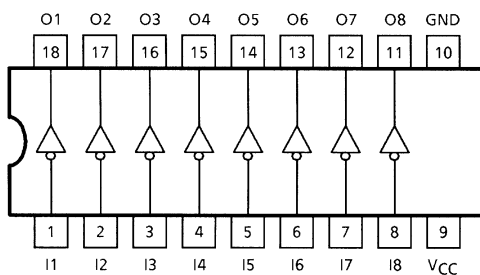 O1 O2 O3 O4 O5 O6 O7 O8 GND
18 17 16 15 14 13 12 11 10
1 2 3 4 5 6 7 8 9
I1 I2 I3 I4 I5 I6 I7 I8 VCC